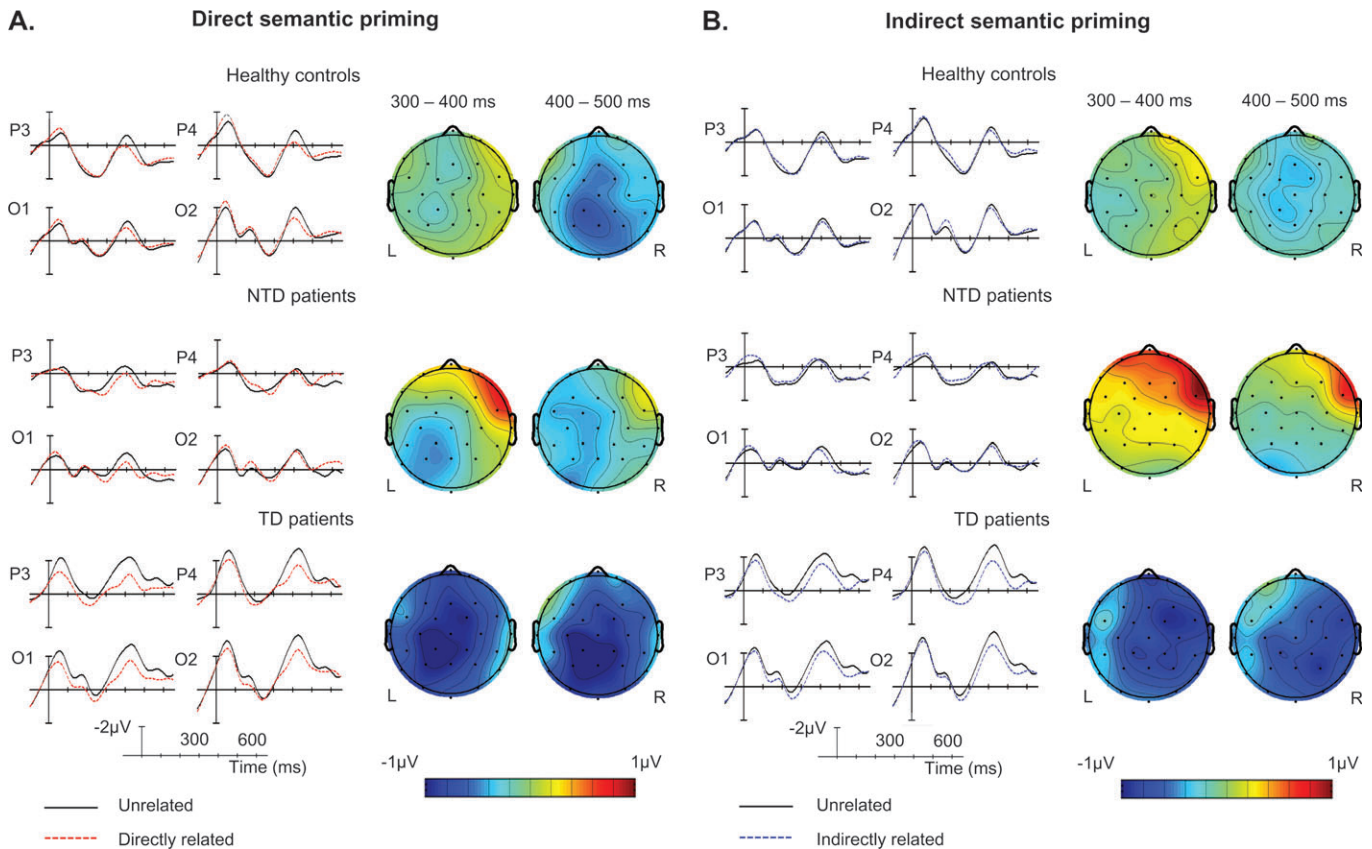 A.
Direct semantic priming
Healthy controls
300 – 400 ms
400 – 500 ms
P3
P4
O1
O2
L
R
NTD patients
P3
P4
O1
O2
L
R
TD patients
P3
P4
O1
O2
L
R
-2µV
300
600
Time (ms)
-1µV
1µV
Unrelated
Directly related
B.
Indirect semantic priming
Healthy controls
300 – 400 ms
400 – 500 ms
P3
P4
O1
O2
L
R
NTD patients
P3
P4
O1
O2
L
R
TD patients
P3
P4
O1
O2
L
R
-2µV
300
600
Time (ms)
-1µV
1µV
Unrelated
Indirectly related